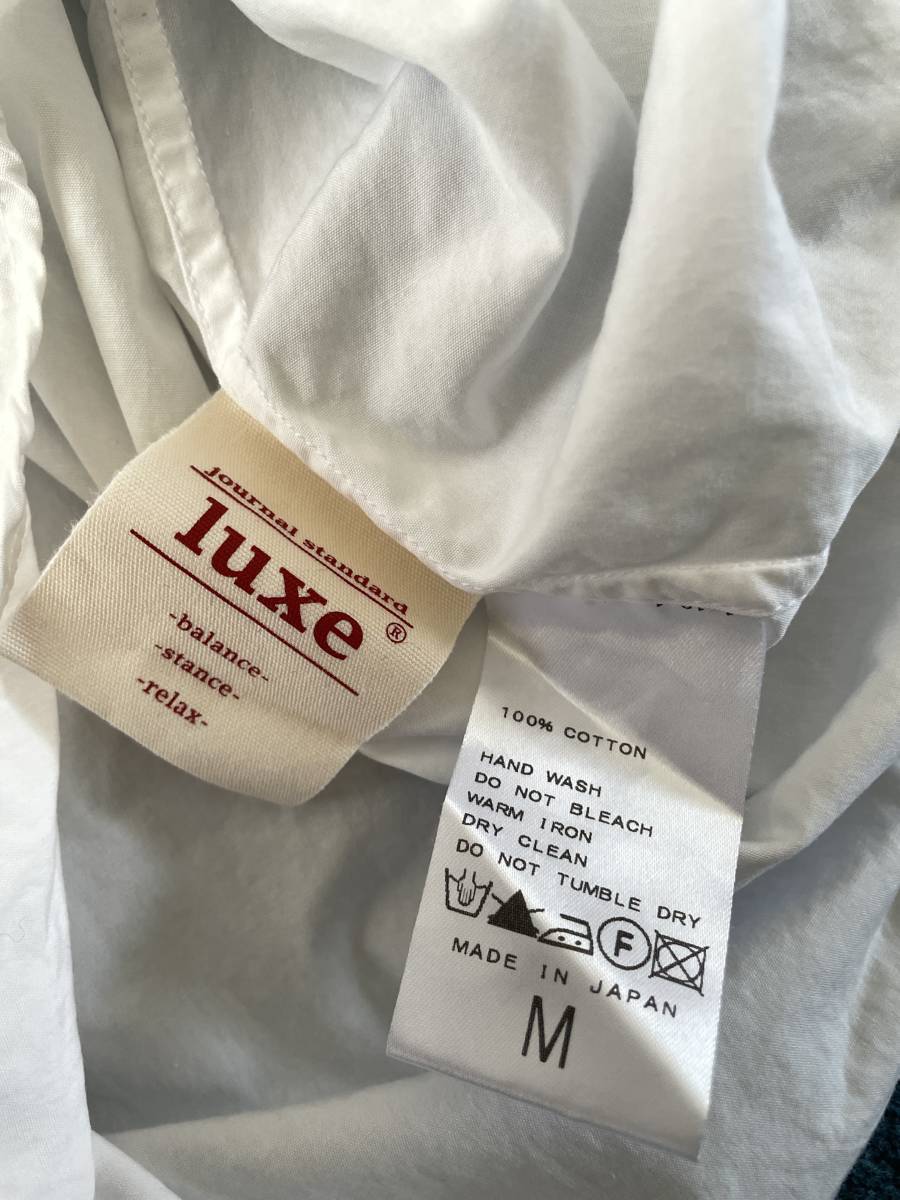 journal standard
luxe ®
-balance-
-stance-
-relax-
100% COTTON
HAND WASH
DO NOT BLEACH
WARM IRON
DRY CLEAN
DO NOT TUMBLE DRY
F
MADE IN JAPAN
M